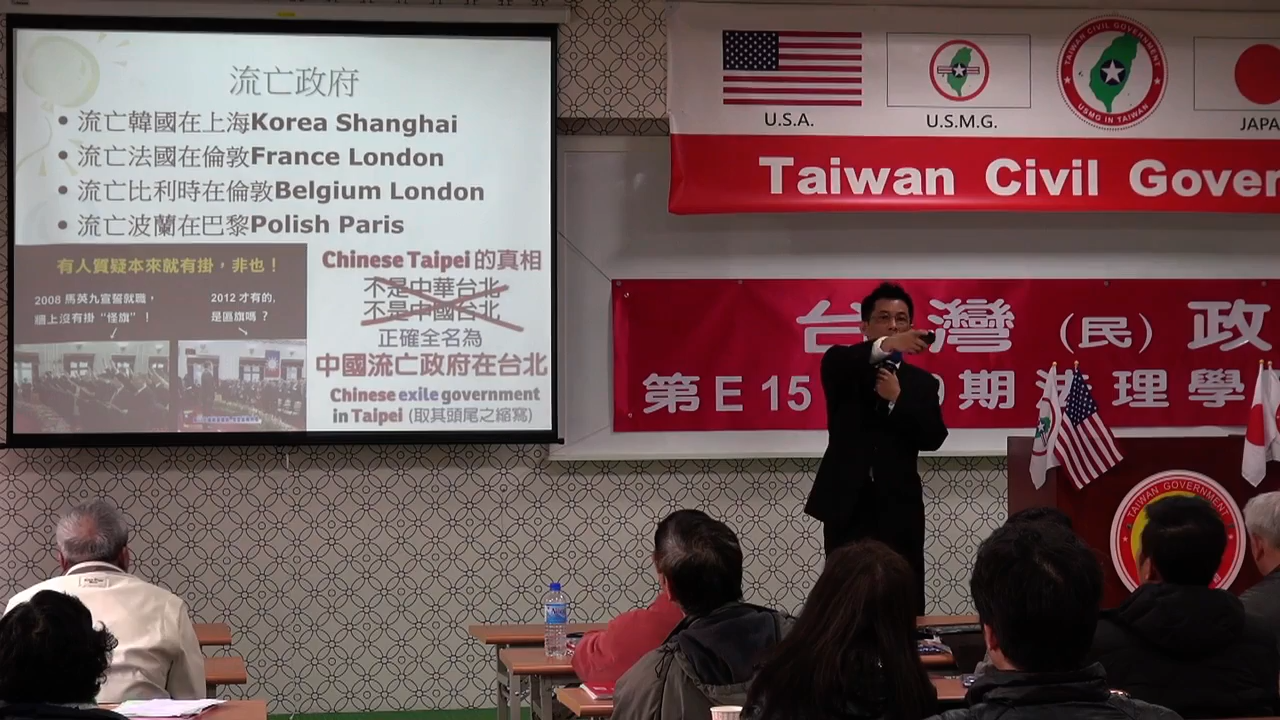 流亡政府
• 流亡韓國在上海Korea Shanghai
• 流亡法國在倫敦France London
• 流亡比利時在倫敦Belgium London
• 流亡波蘭在巴黎Polish Paris
有人質疑本來就有掛，非也！
2008 馬英九宣誓就職，
牆上沒有掛“怪旗”！
2012 才有的，
是區旗嗎？
Chinese Taipei 的真相
不是中華台北
不是中國台北
正確全名為
中國流亡政府在台北
Chinese exile government
in Taipei (取其頭尾之縮寫)
U.S.A.
U.S.M.G.
TAIWAN CIVIL GOVERNMENT
USMG IN TAIWAN
JAPA
Taiwan Civil Gover
台灣（民）政
第E15 期法理學
TAIWAN GOVERNMENT